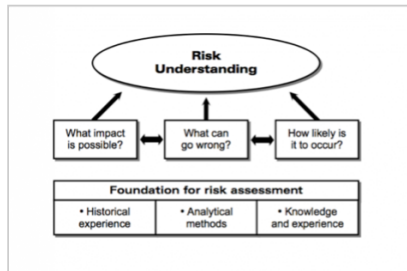 Risk
Understanding
What impact
is possible?
What can
go wrong?
How likely is
it to occur?
Foundation for risk assessment
• Historical
experience
• Analytical
methods
• Knowledge
and experience